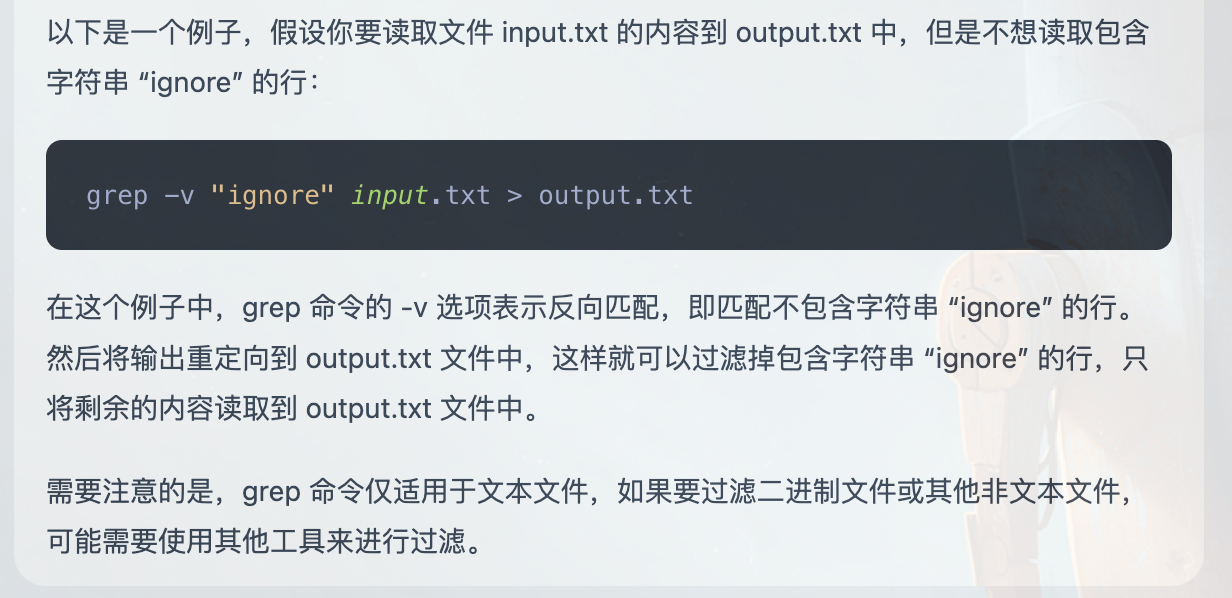 以下是一个例子，假设你要读取文件 input.txt 的内容到 output.txt 中，但是不想读取包含
字符串 “ignore” 的行：
grep -v "ignore" input.txt > output.txt
在这个例子中，grep 命令的 -v 选项表示反向匹配，即匹配不包含字符串 “ignore” 的行。
然后将输出重定向到 output.txt 文件中，这样就可以过滤掉包含字符串 “ignore” 的行，只
将剩余的内容读取到 output.txt 文件中。
需要注意的是，grep 命令仅适用于文本文件，如果要过滤二进制文件或其他非文本文件，
可能需要使用其他工具来进行过滤。